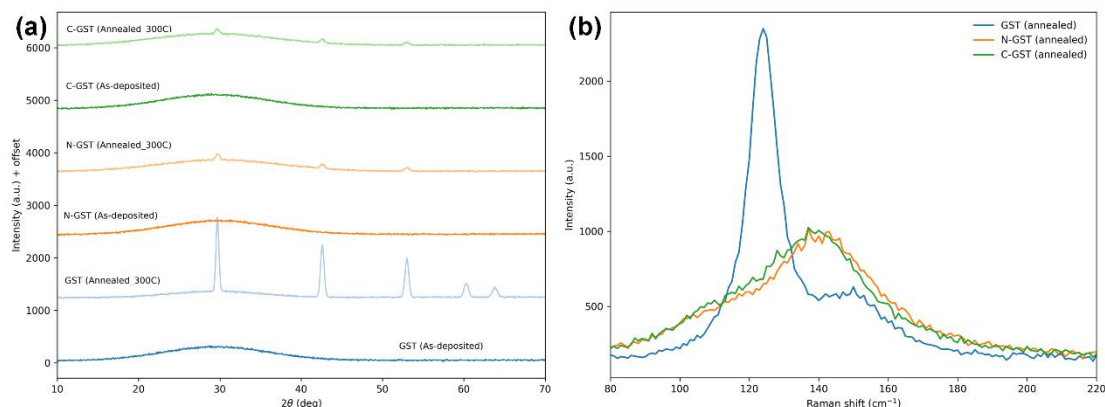 (a)
C-GST (Annealed_300C)
C-GST (As-deposited)
N-GST (Annealed_300C)
N-GST (As-deposited)
GST (Annealed_300C)
GST (As-deposited)
Intensity (a.u.) + offset
6000
5000
4000
3000
2000
1000
0
10 20 30 40 50 60 70
2θ (deg)
(b)
GST (annealed)
N-GST (annealed)
C-GST (annealed)
Intensity (a.u.)
2000
1500
1000
500
80 100 120 140 160 180 200 220
Raman shift (cm⁻¹)